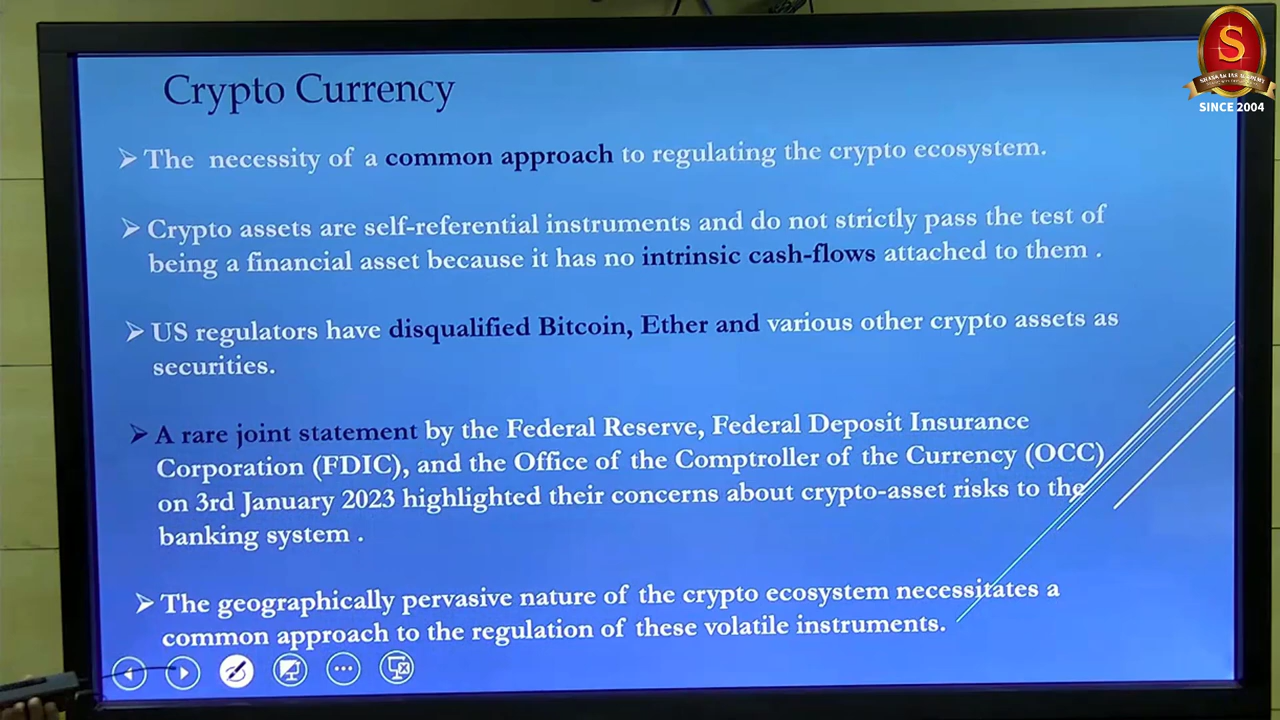 Crypto Currency
The necessity of a common approach to regulating the crypto ecosystem.
Crypto assets are self-referential instruments and do not strictly pass the test of
being a financial asset because it has no intrinsic cash-flows attached to them .
US regulators have disqualified Bitcoin, Ether and various other crypto assets as
securities.
A rare joint statement by the Federal Reserve, Federal Deposit Insurance
Corporation (FDIC), and the Office of the Comptroller of the Currency (OCC)
on 3rd January 2023 highlighted their concerns about crypto-asset risks to the
banking system .
The geographically pervasive nature of the crypto ecosystem necessitates a
common approach to the regulation of these volatile instruments.
S
SHANKAR IAS ACADEMY
SINCE 2004